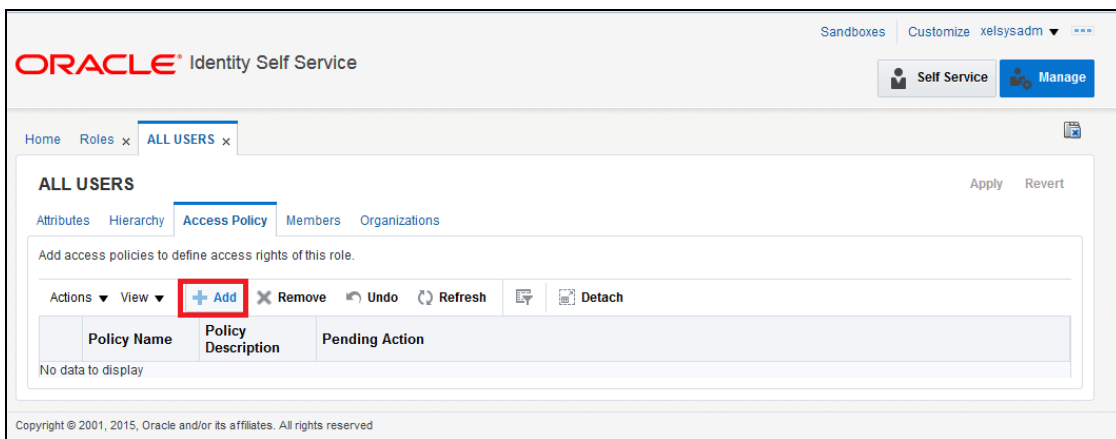 Sandboxes Customize xelsysadm
ORACLE® Identity Self Service
Self Service Manage
Home Roles x ALL USERS x
ALL USERS Apply Revert
Attributes Hierarchy Access Policy Members Organizations
Add access policies to define access rights of this role.
Actions View Add Remove Undo Refresh Detach
Policy Name Policy Description Pending Action
No data to display
Copyright © 2001, 2015, Oracle and/or its affiliates. All rights reserved